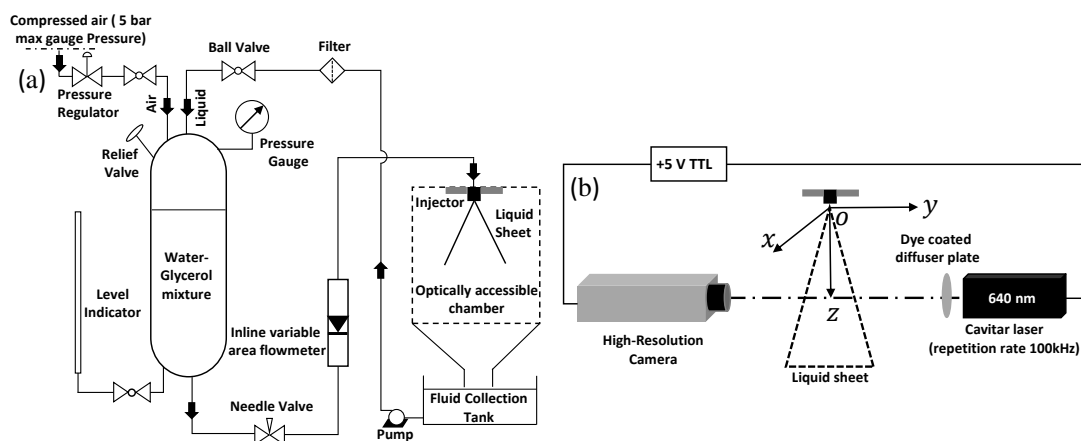 Compressed air ( 5 bar
max gauge Pressure)
(a)
Pressure
Regulator
Air
Liquid
Ball Valve
Filter
Relief
Valve
Pressure
Gauge
Water-
Glycerol
mixture
Level
Indicator
Inline variable
area flowmeter
Needle Valve
Injector
Liquid
Sheet
Optically accessible
chamber
Fluid Collection
Tank
Pump
(b)
+5 V TTL
o
y
x
z
Dye coated
diffuser plate
640 nm
High-Resolution
Camera
Cavitar laser
(repetition rate 100kHz)
Liquid sheet